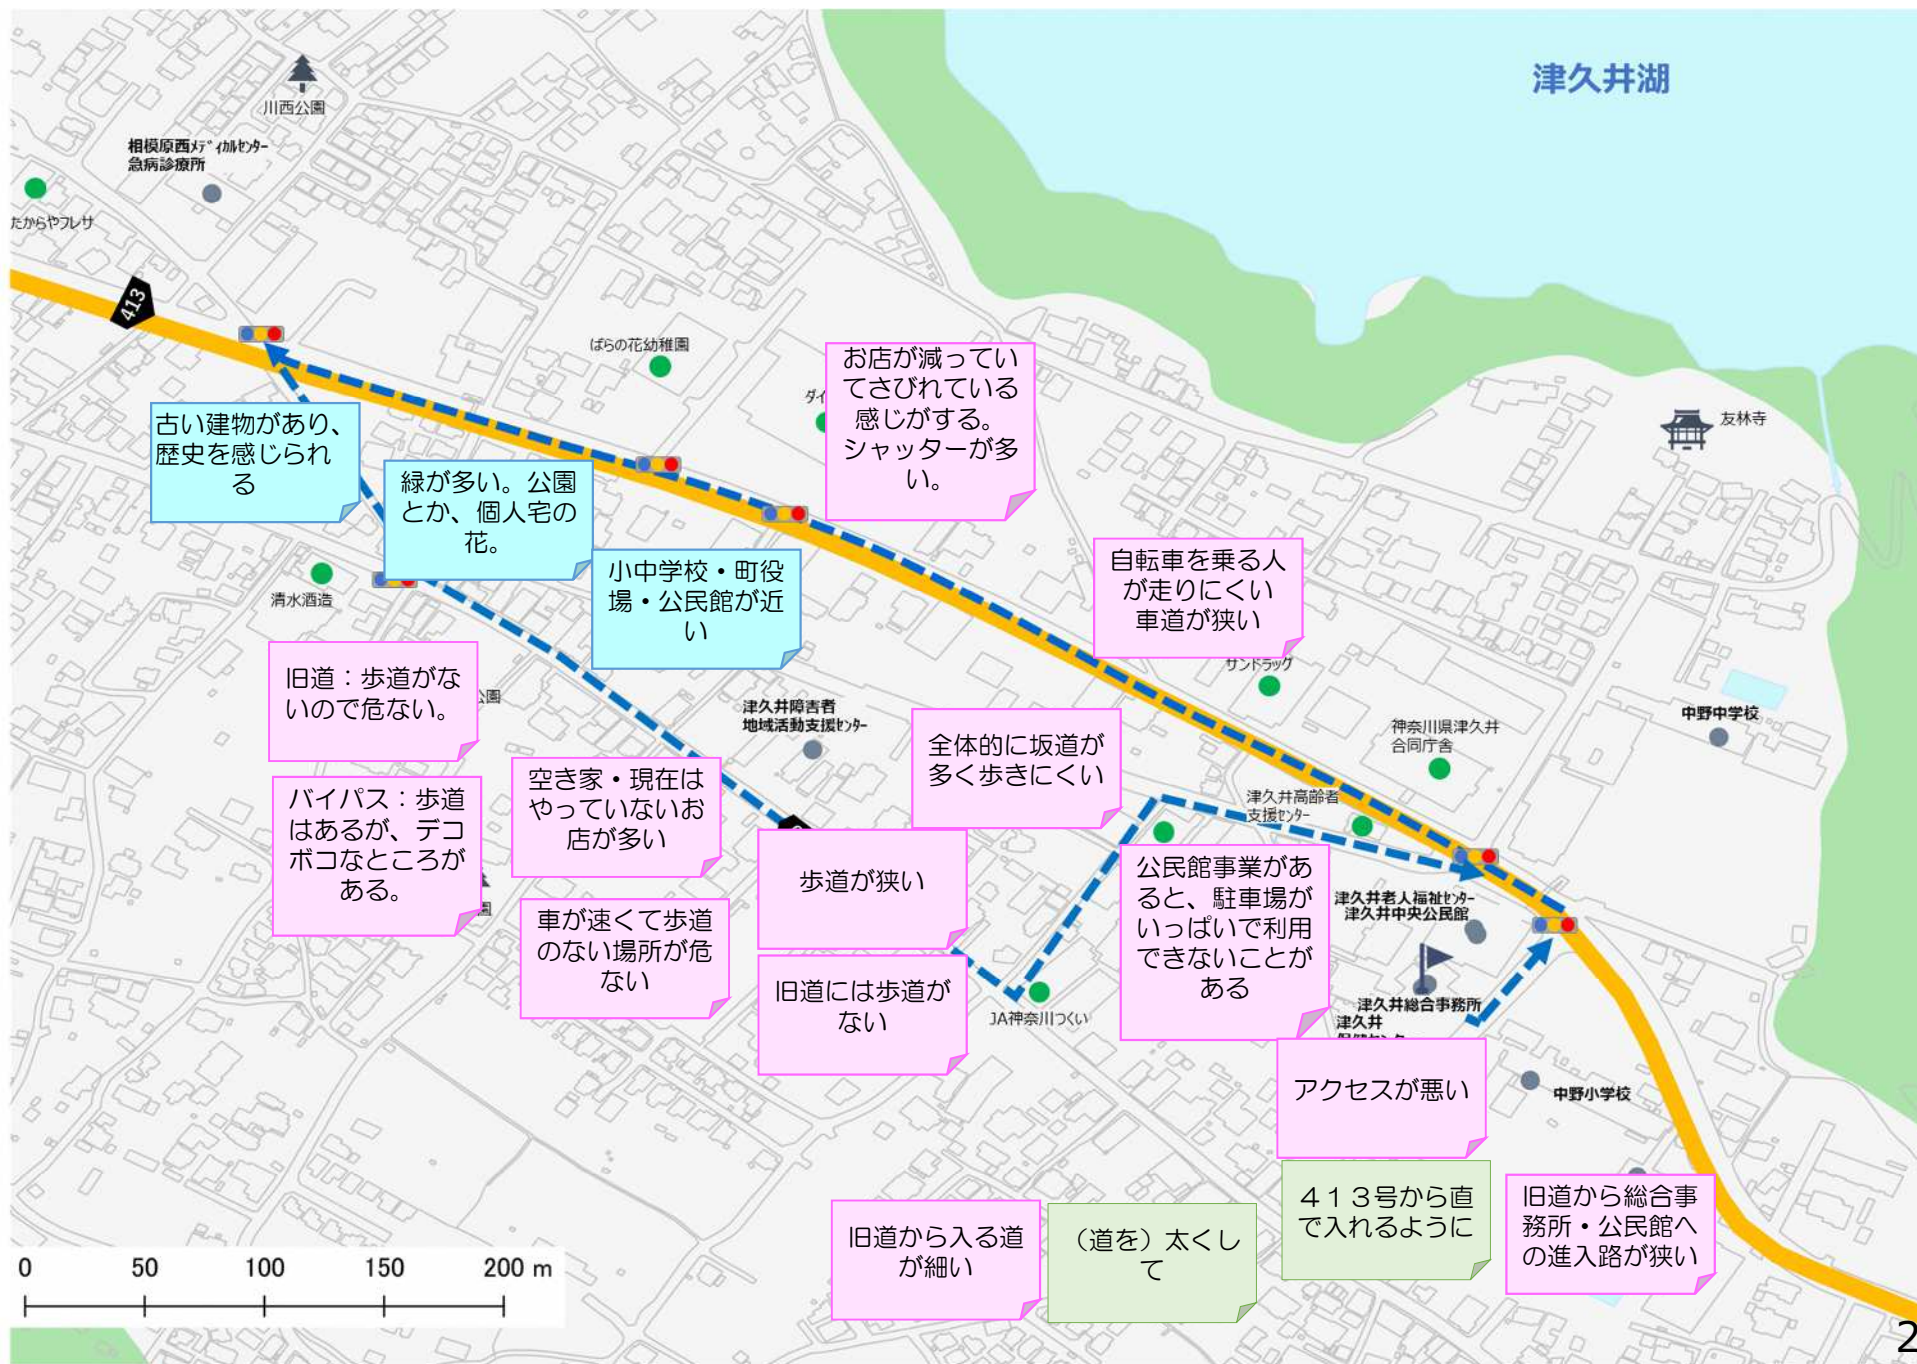 津久井湖
川西公園
相模原西ﾒﾃﾞｨｶﾙｾﾝﾀｰ
急病診療所
たからやフレサ
413
ばらの花幼稚園
ダイ
お店が減ってい
てさびれている
感じがする。
シャッターが多
い。
友林寺
古い建物があり、
歴史を感じられ
る
緑が多い。公園
とか、個人宅の
花。
小中学校・町役
場・公民館が近
い
自転車を乗る人
が走りにくい
車道が狭い
清水酒造
サンドラッグ
旧道：歩道がな
いので危ない。
公園
津久井障害者
地域活動支援ｾﾝﾀｰ
全体的に坂道が
多く歩きにくい
神奈川県津久井
合同庁舎
中野中学校
バイパス：歩道
はあるが、デコ
ボコなところが
ある。
園
空き家・現在は
やっていないお
店が多い
津久井高齢者
支援ｾﾝﾀｰ
歩道が狭い
公民館事業があ
ると、駐車場が
いっぱいで利用
できないことが
ある
津久井老人福祉ｾﾝﾀｰ
津久井中央公民館
車が速くて歩道
のない場所が危
ない
旧道には歩道が
ない
JA神奈川つくい
津久井総合事務所
津久井
アクセスが悪い
中野小学校
旧道から入る道
が細い
（道を）太くし
て
４１３号から直
で入れるように
旧道から総合事
務所・公民館へ
の進入路が狭い
0 50 100 150 200 m
2